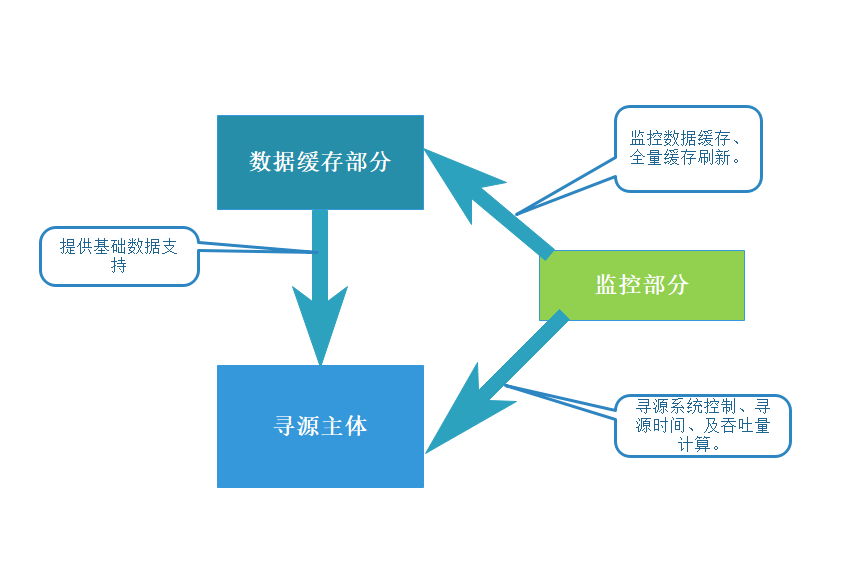 监控数据缓存、
全量缓存刷新。
数据缓存部分
提供基础数据支
持
监控部分
寻源主体
寻源系统控制、寻
源时间、及吞吐量
计算。